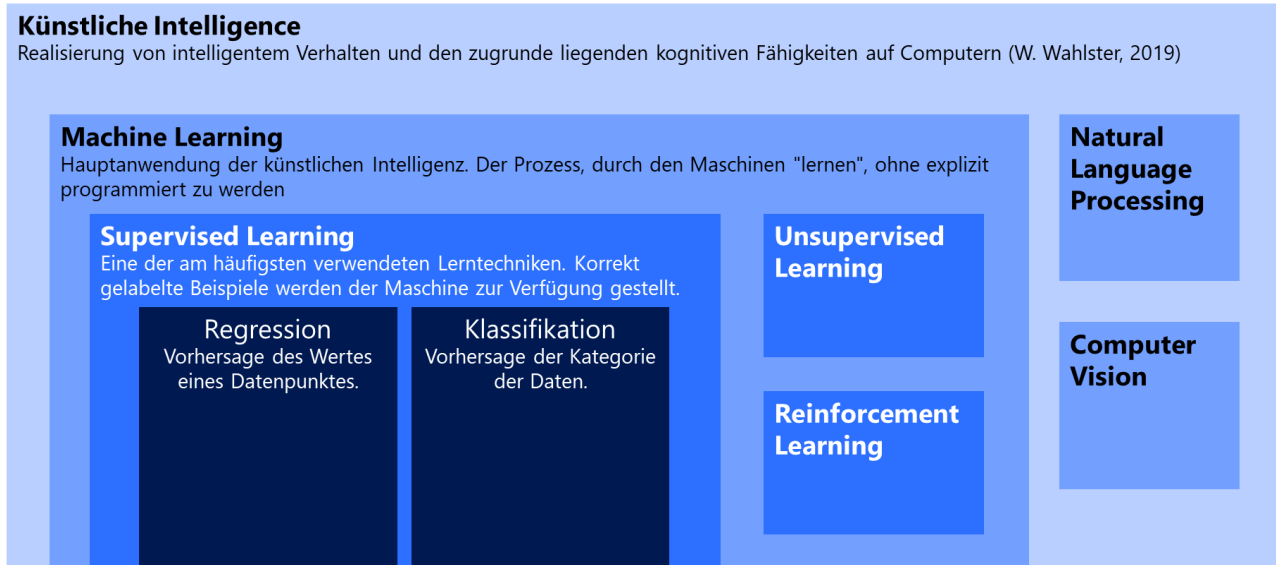 Künstliche Intelligence
Realisierung von intelligentem Verhalten und den zugrunde liegenden kognitiven Fähigkeiten auf Computern (W. Wahlster, 2019)
Machine Learning
Hauptanwendung der künstlichen Intelligenz. Der Prozess, durch den Maschinen "lernen", ohne explizit
programmiert zu werden
Supervised Learning
Eine der am häufigsten verwendeten Lerntechniken. Korrekt
gelabelte Beispiele werden der Maschine zur Verfügung gestellt.
Regression
Vorhersage des Wertes
eines Datenpunktes.
Klassifikation
Vorhersage der Kategorie
der Daten.
Unsupervised
Learning
Reinforcement
Learning
Natural
Language
Processing
Computer
Vision